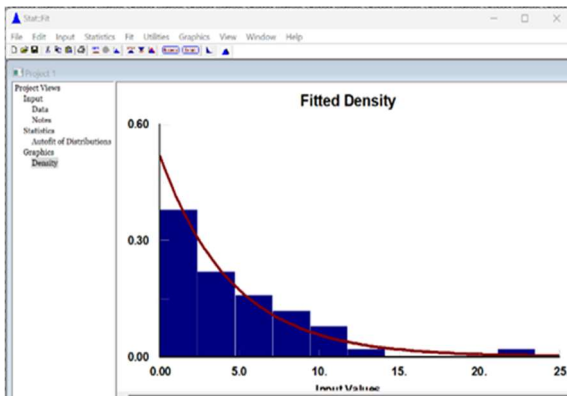 Stat::Fit
File Edit Input Statistics Fit Utilities Graphics View Window Help
Project 1
Project Views
Input
Data
Notes
Statistics
Autofit of Distributions
Graphics
Density
Fitted Density
0.60
0.30
0.00
0.00 5.0 10. 15. 20. 25
Input Values